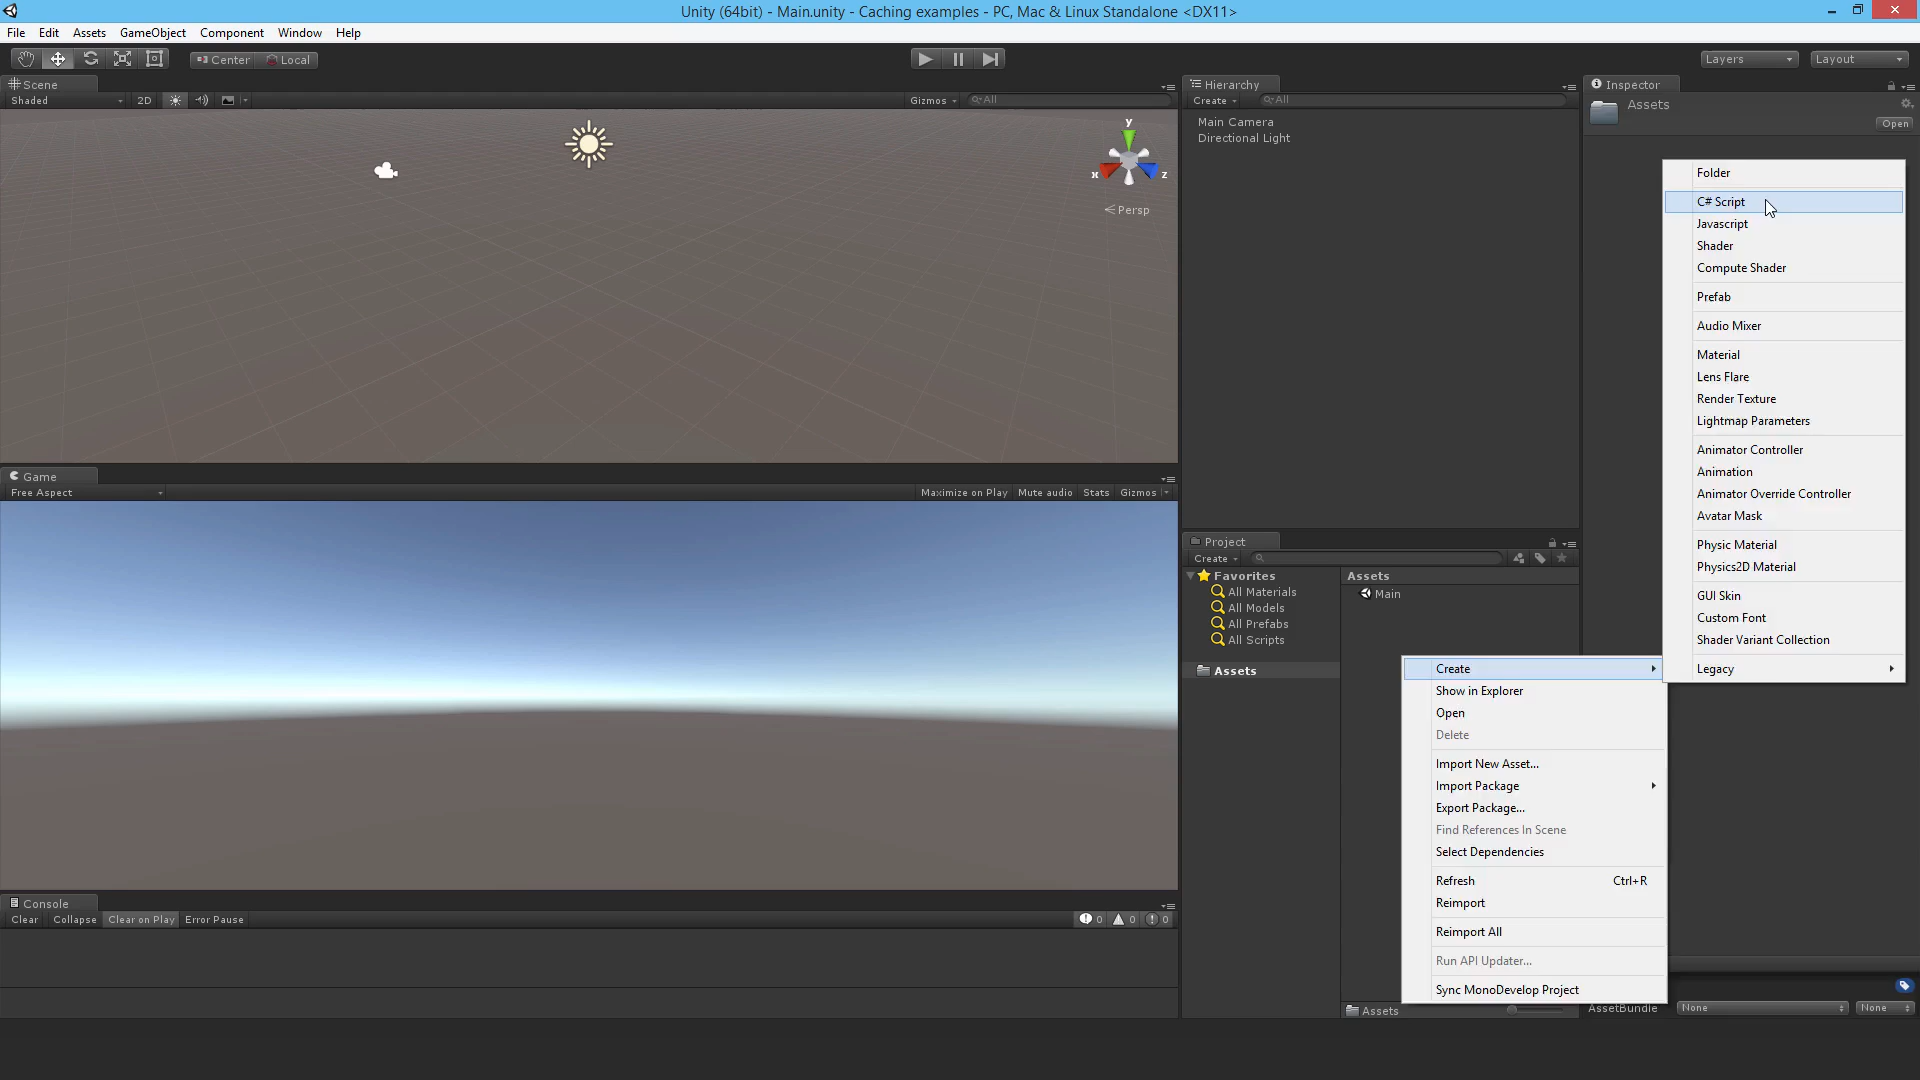 Unity (64bit) - Main.unity - Caching examples - PC, Mac & Linux Standalone <DX11>
File Edit Assets GameObject Component Window Help
Center Local Layers Layout
Scene
Shaded 2D Gizmos All
y
x z
Persp
Game
Free Aspect Maximize on Play Mute audio Stats Gizmos
Console
Clear Collapse Clear on Play Error Pause 0 0 0
Hierarchy
Create All
Main Camera
Directional Light
Project
Create
Favorites
All Materials
All Models
All Prefabs
All Scripts
Assets
Assets
Main
Assets
Inspector
Assets
Open
Create
Show in Explorer
Open
Delete
Import New Asset...
Import Package
Export Package...
Find References In Scene
Select Dependencies
Refresh Ctrl+R
Reimport
Reimport All
Run API Updater...
Sync MonoDevelop Project
Folder
C# Script
Javascript
Shader
Compute Shader
Prefab
Audio Mixer
Material
Lens Flare
Render Texture
Lightmap Parameters
Animator Controller
Animation
Animator Override Controller
Avatar Mask
Physic Material
Physics2D Material
GUI Skin
Custom Font
Shader Variant Collection
Legacy
AssetBundle None None